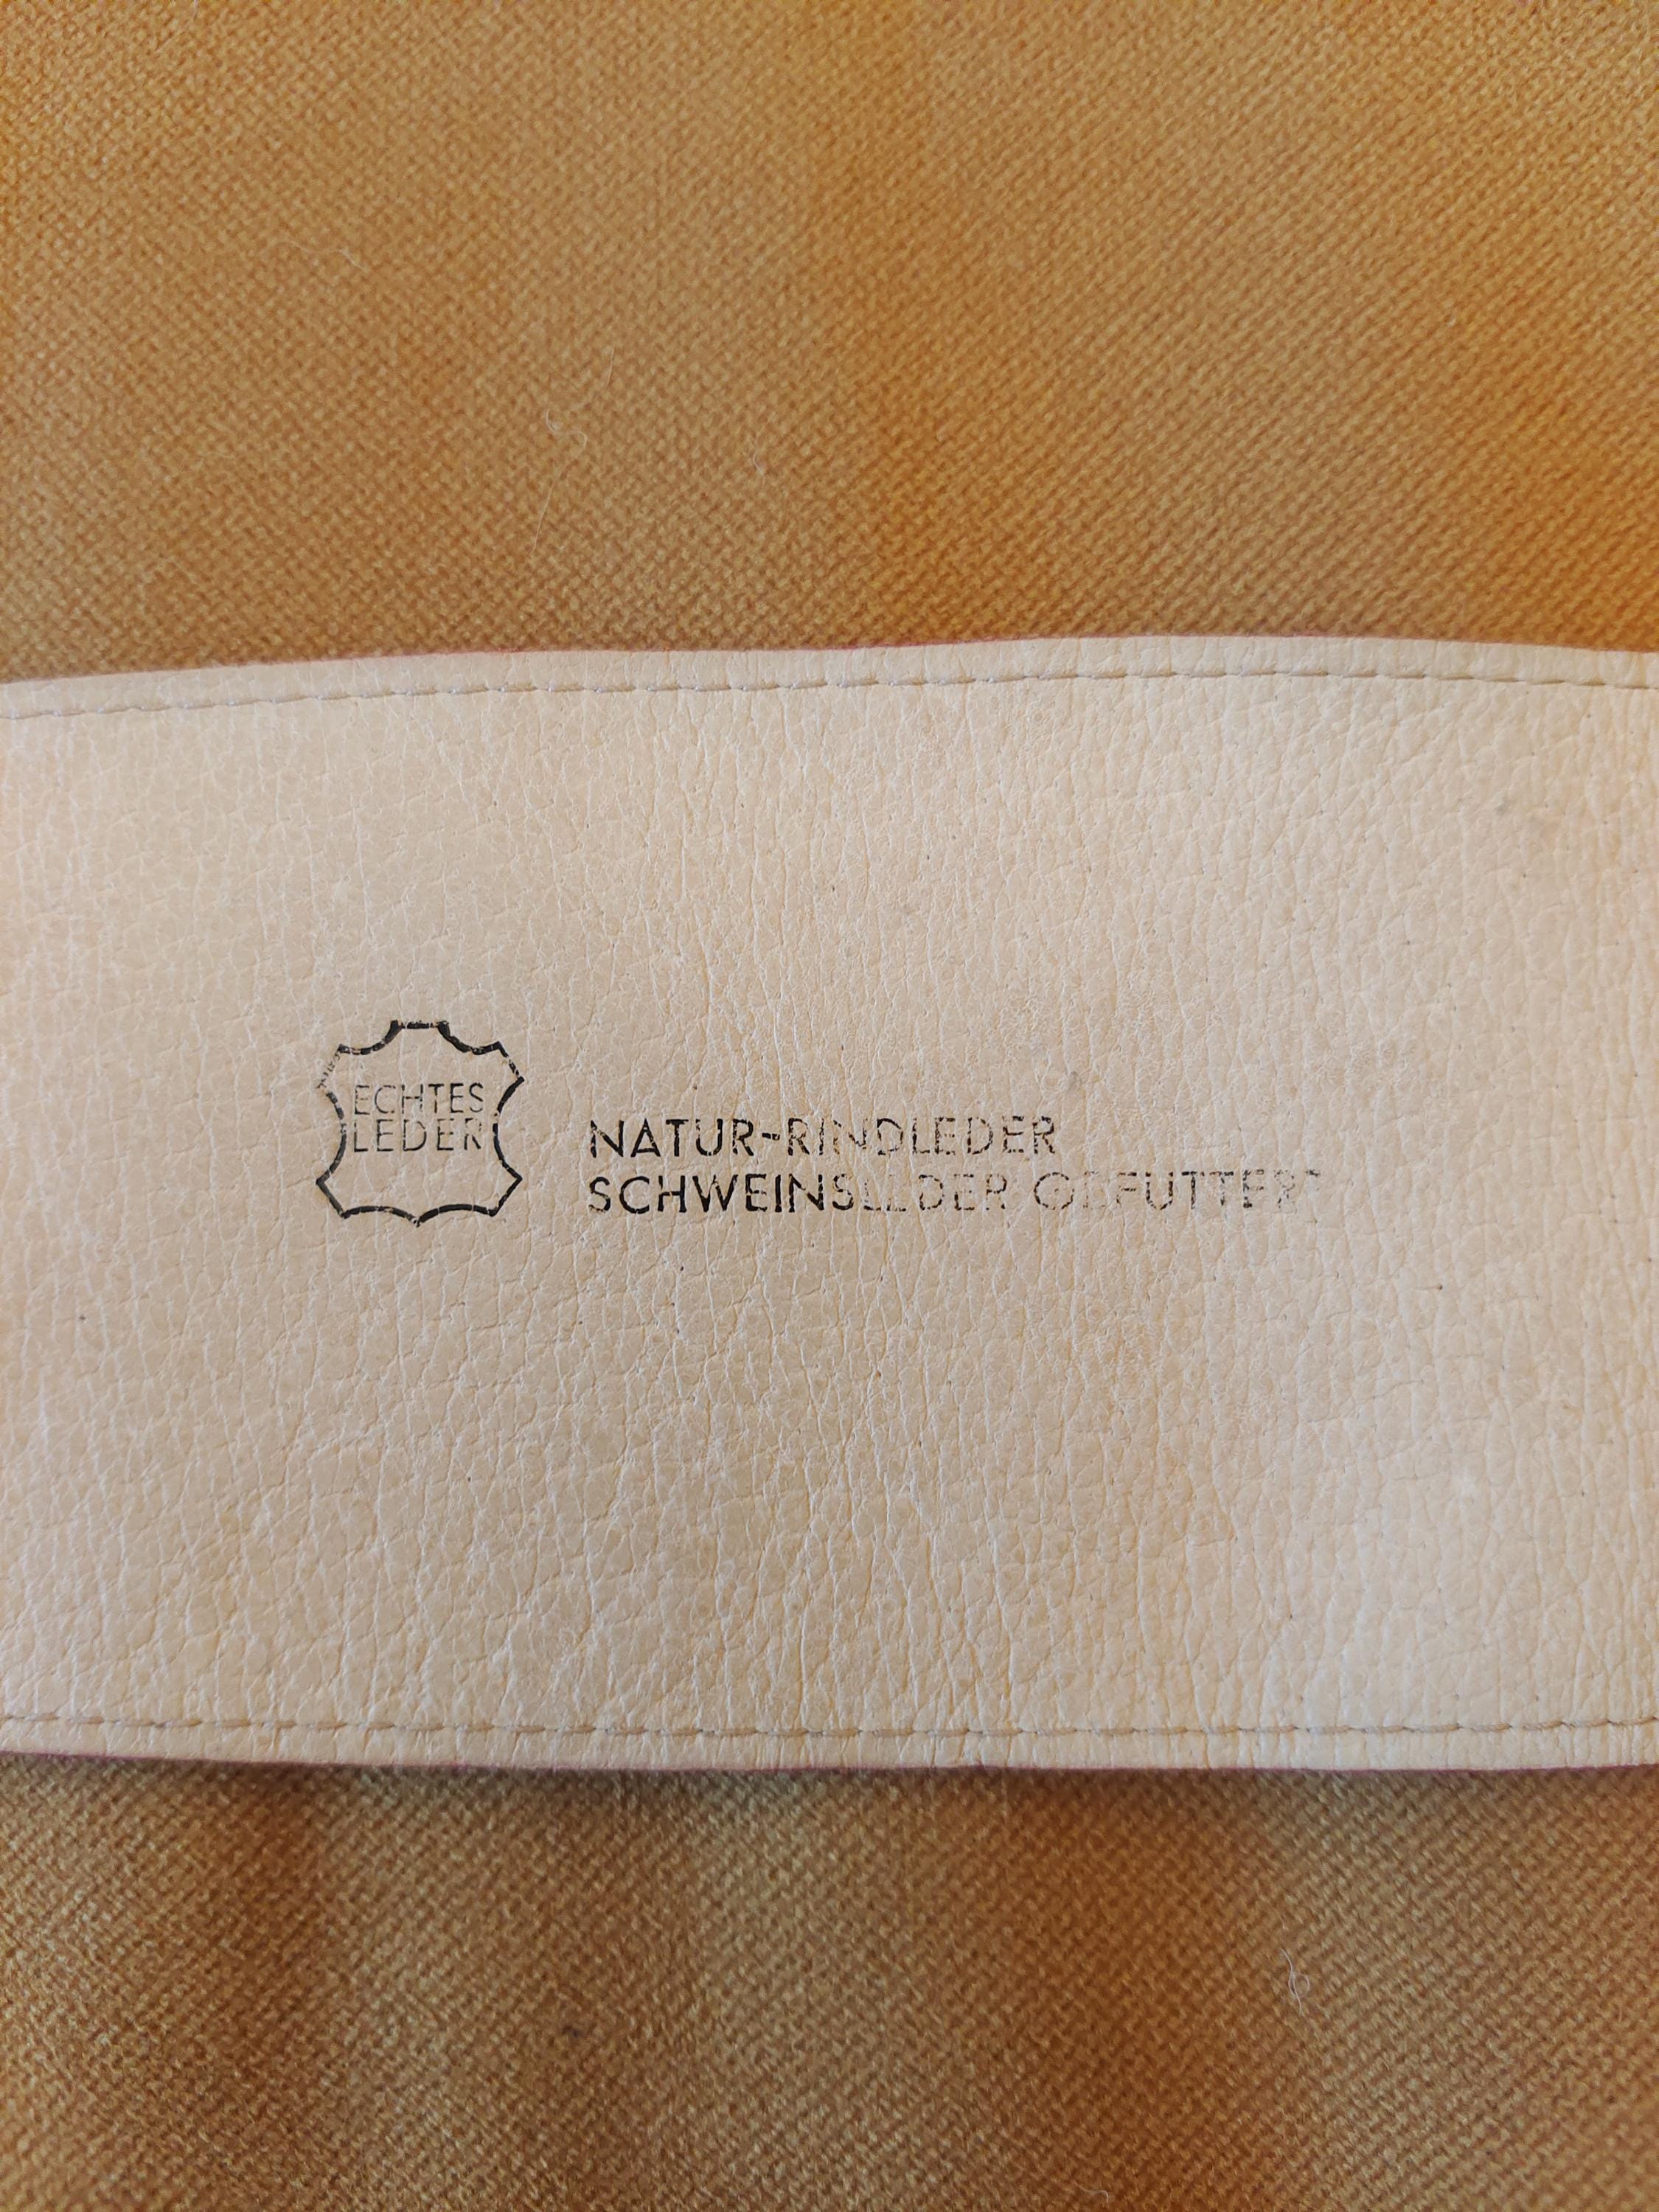 ECHTES
LEDER
NATUR-RINDLEDER
SCHWEINSLEDER GEFUTTERT